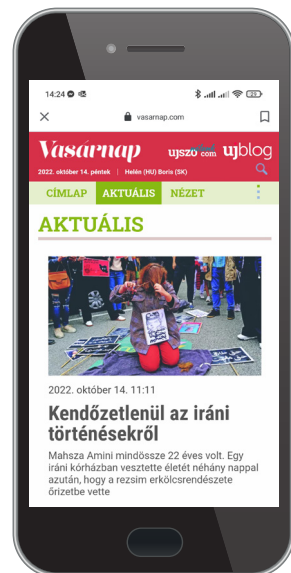 14:24
vasarnap.com
Vasárnap ujszo.com ujblog
2022. október 14. péntek | Helén (HU) Boris (SK)
CÍMLAP AKTUÁLIS NÉZET
AKTUÁLIS
2022. október 14. 11:11
Kendőzetlenül az iráni
történésekről
Mahsza Amini mindössze 22 éves volt. Egy
iráni kórházban vesztette életét néhány nappal
azután, hogy a rezsim erkölcsrendészete
őrizetbe vette